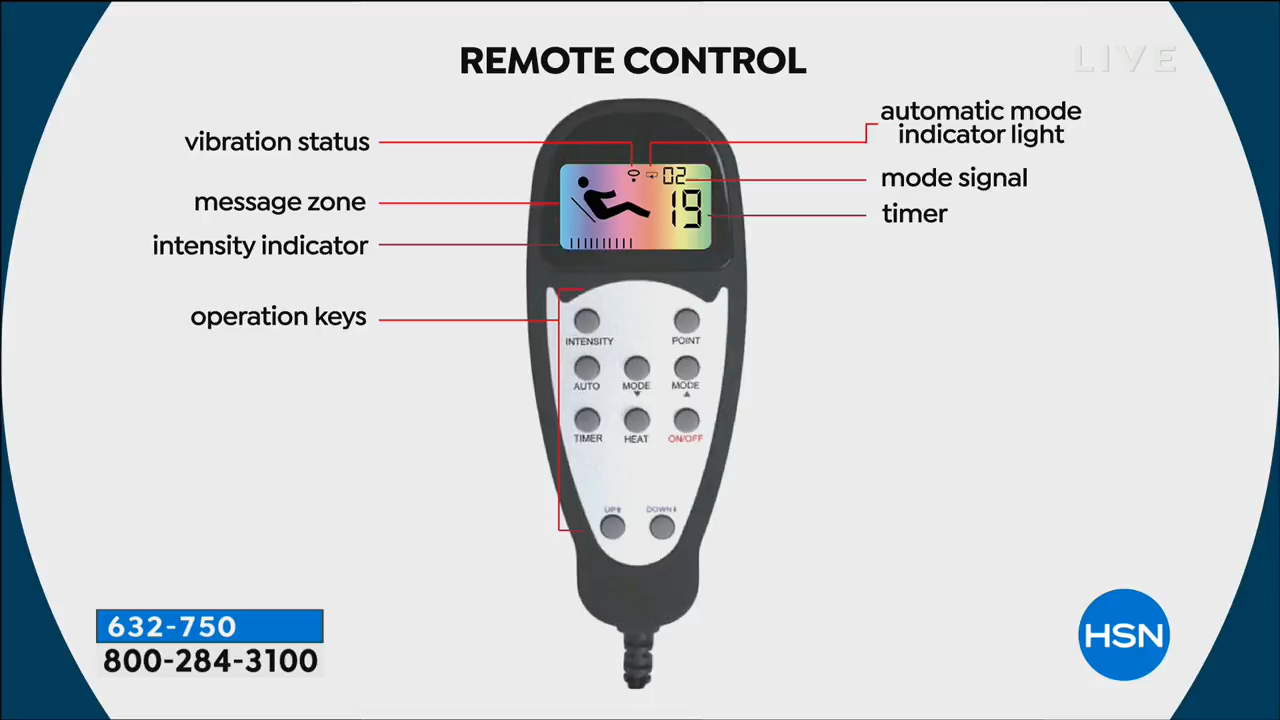 REMOTE CONTROL
LIVE
vibration status
message zone
intensity indicator
operation keys
automatic mode
indicator light
mode signal
timer
02
19
INTENSITY
POINT
AUTO
MODE
MODE
TIMER
HEAT
ON/OFF
UP
DOWN
632-750
800-284-3100
HSN